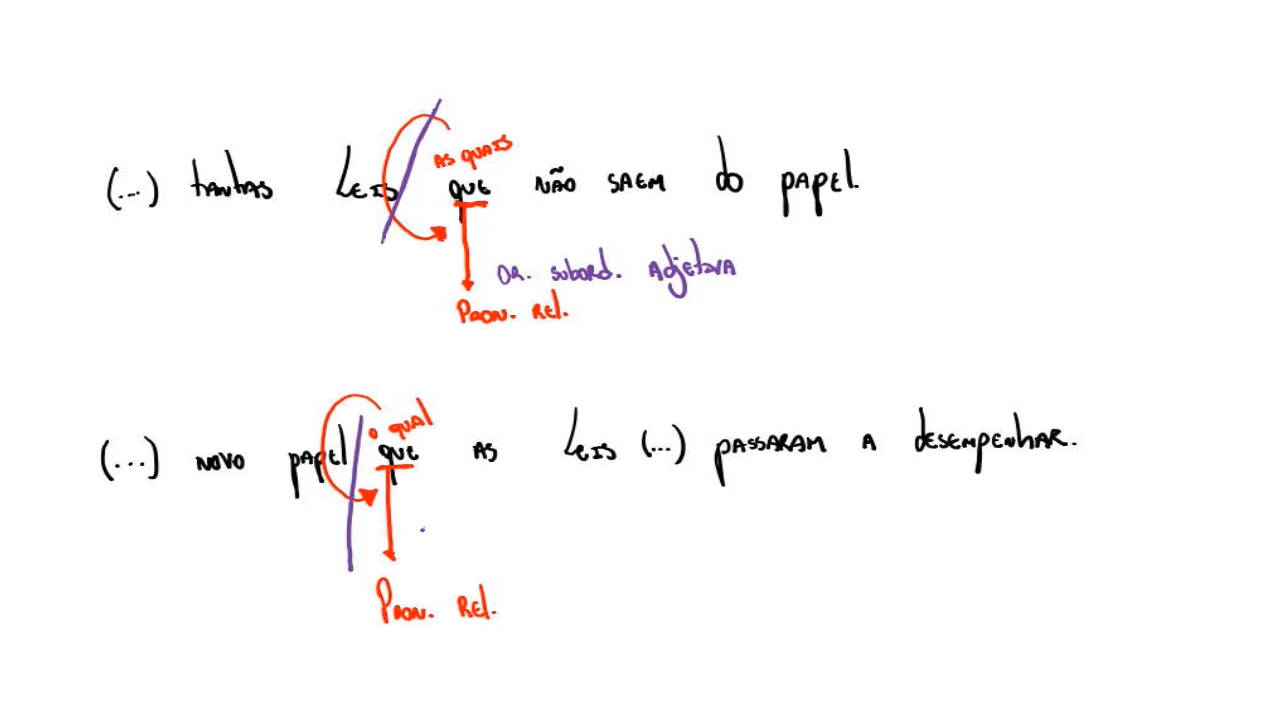 as quais
(...) tantas Leis que não saem do papel.
Or. subord. Adjetiva
Pron. Rel.
o qual
(...) novo papel que as Leis (...) passaram a desempenhar.
Pron. Rel.